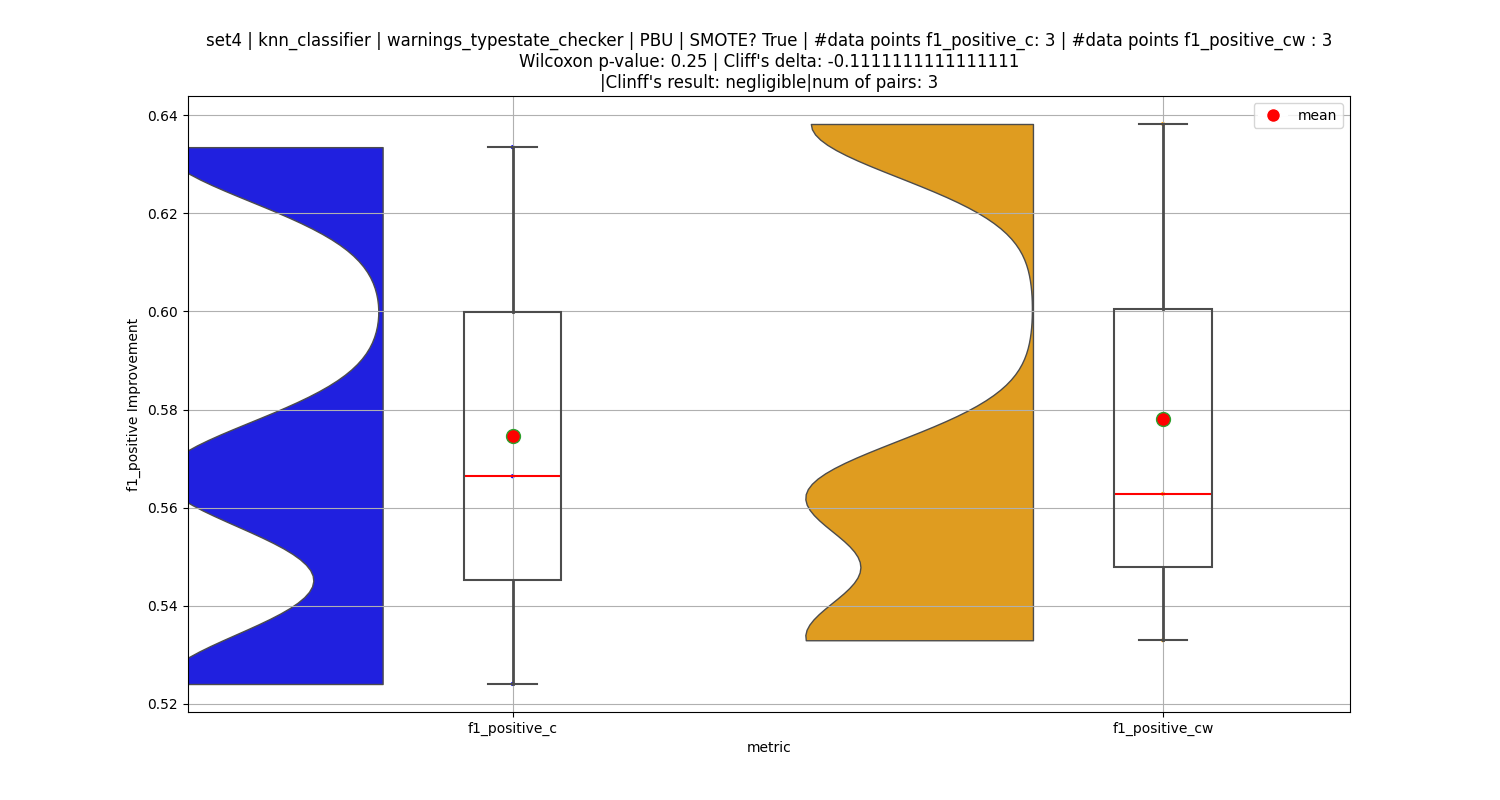 set4 | knn_classifier | warnings_typestate_checker | PBU | SMOTE? True | #data points f1_positive_c: 3 | #data points f1_positive_cw : 3
Wilcoxon p-value: 0.25 | Cliff's delta: -0.1111111111111111
|Clinff's result: negligible|num of pairs: 3
mean
f1_positive Improvement
0.64
0.62
0.60
0.58
0.56
0.54
0.52
f1_positive_c
f1_positive_cw
metric